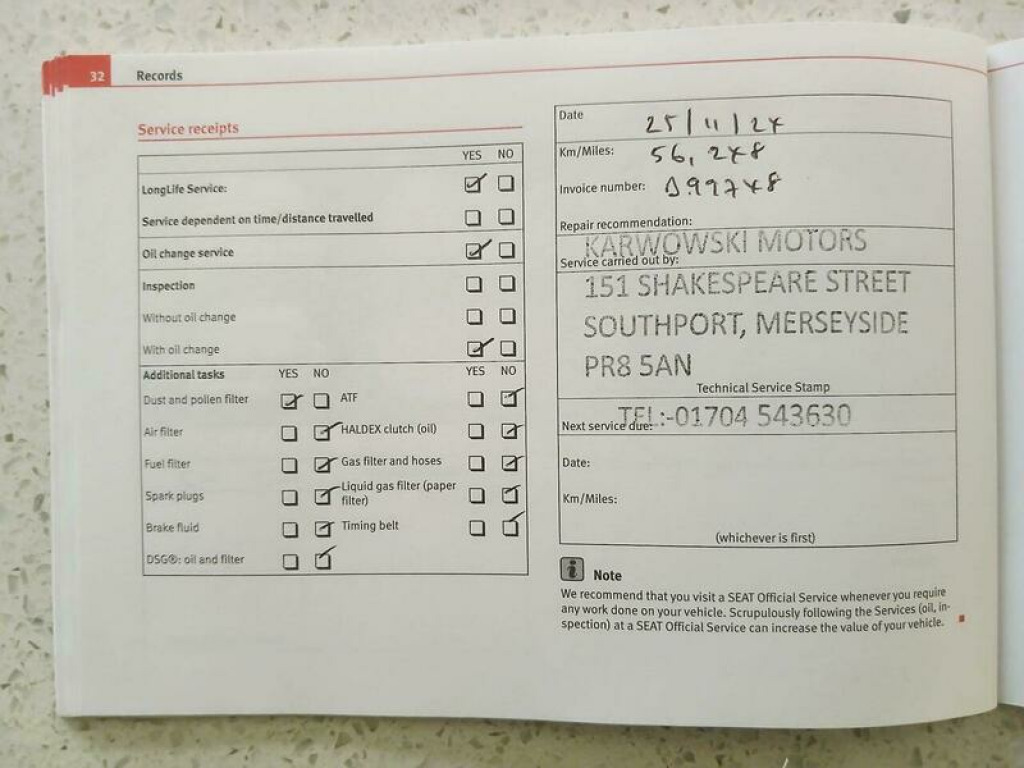 32 Records
Service receipts
YES NO
LongLife Service:
Service dependent on time/distance travelled
Oil change service
Inspection
Without oil change
With oil change
Additional tasks YES NO YES NO
Dust and pollen filter ATF
Air filter HALDEX clutch (oil)
Fuel filter Gas filter and hoses
Spark plugs Liquid gas filter (paper
filter)
Brake fluid Timing belt
DSG®: oil and filter
Date 25/11/24
Km/Miles: 56,248
Invoice number: 099748
Repair recommendation:
KARWOWSKI MOTORS
Service carried out by:
151 SHAKESPEARE STREET
SOUTHPORT, MERSEYSIDE
PR8 5AN
Technical Service Stamp
TEL:-01704 543630
Next service due:
Date:
Km/Miles:
(whichever is first)
i Note
We recommend that you visit a SEAT Official Service whenever you require
any work done on your vehicle. Scrupulously following the Services (oil, in-
spection) at a SEAT Official Service can increase the value of your vehicle.